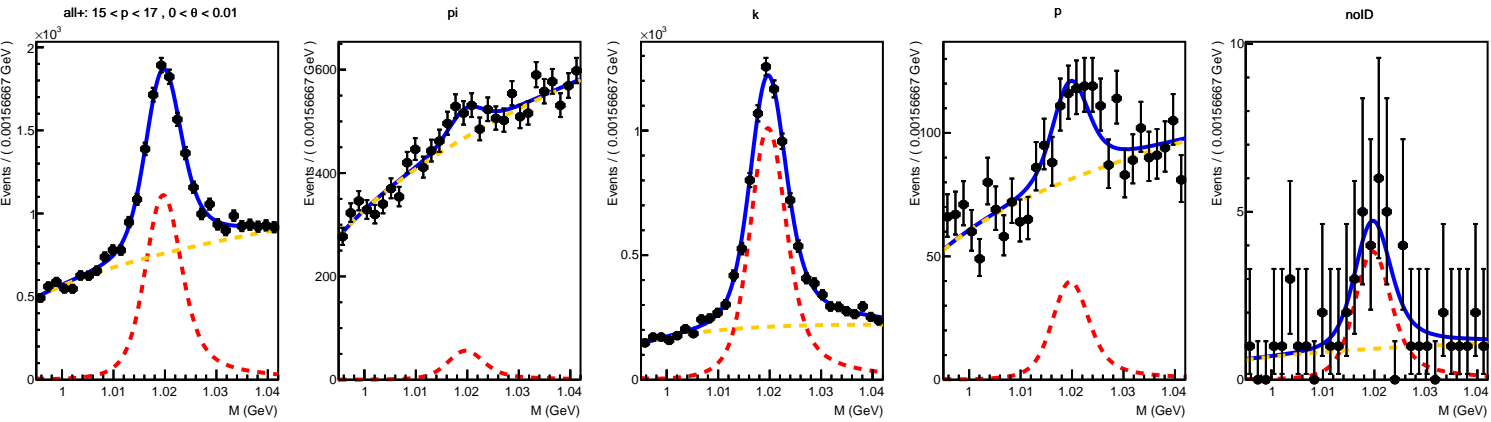 all+: 15 < p < 17 , 0 < θ < 0.01
×10³
Events / ( 0.00156667 GeV )
2
1.5
1
0.5
0
1 1.01 1.02 1.03 1.04
M (GeV)
pi
Events / ( 0.00156667 GeV )
600
400
200
0
1 1.01 1.02 1.03 1.04
M (GeV)
k
×10³
Events / ( 0.00156667 GeV )
1
0.5
0
1 1.01 1.02 1.03 1.04
M (GeV)
p
Events / ( 0.00156667 GeV )
100
50
0
1 1.01 1.02 1.03 1.04
M (GeV)
noID
Events / ( 0.00156667 GeV )
10
5
0
1 1.01 1.02 1.03 1.04
M (GeV)